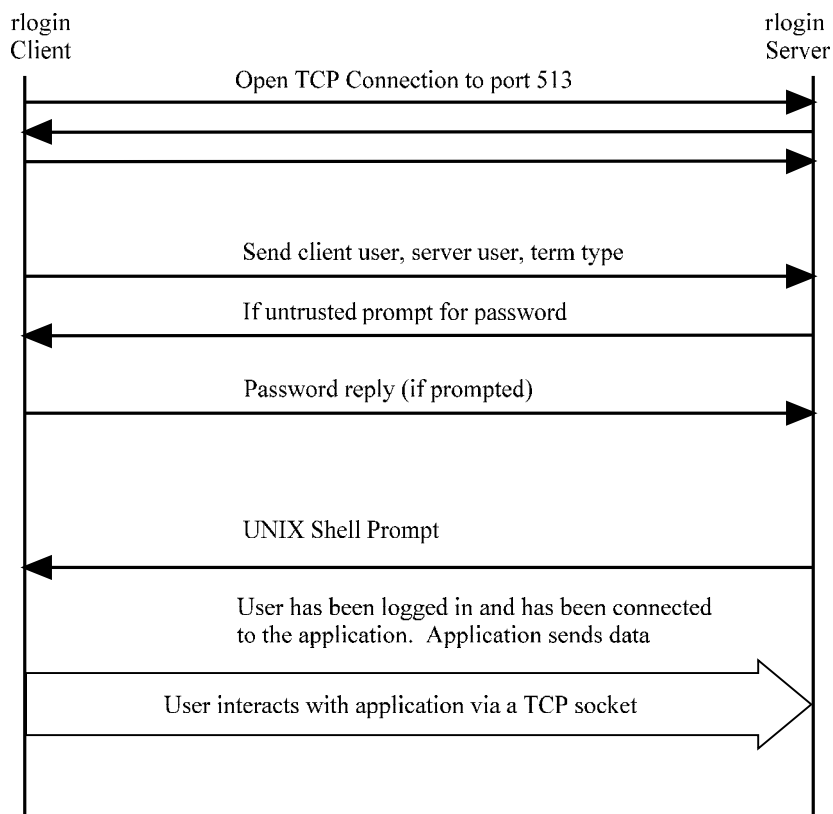 rlogin
Client
rlogin
Server
Open TCP Connection to port 513
Send client user, server user, term type
If untrusted prompt for password
Password reply (if prompted)
UNIX Shell Prompt
User has been logged in and has been connected
to the application.  Application sends data
User interacts with application via a TCP socket